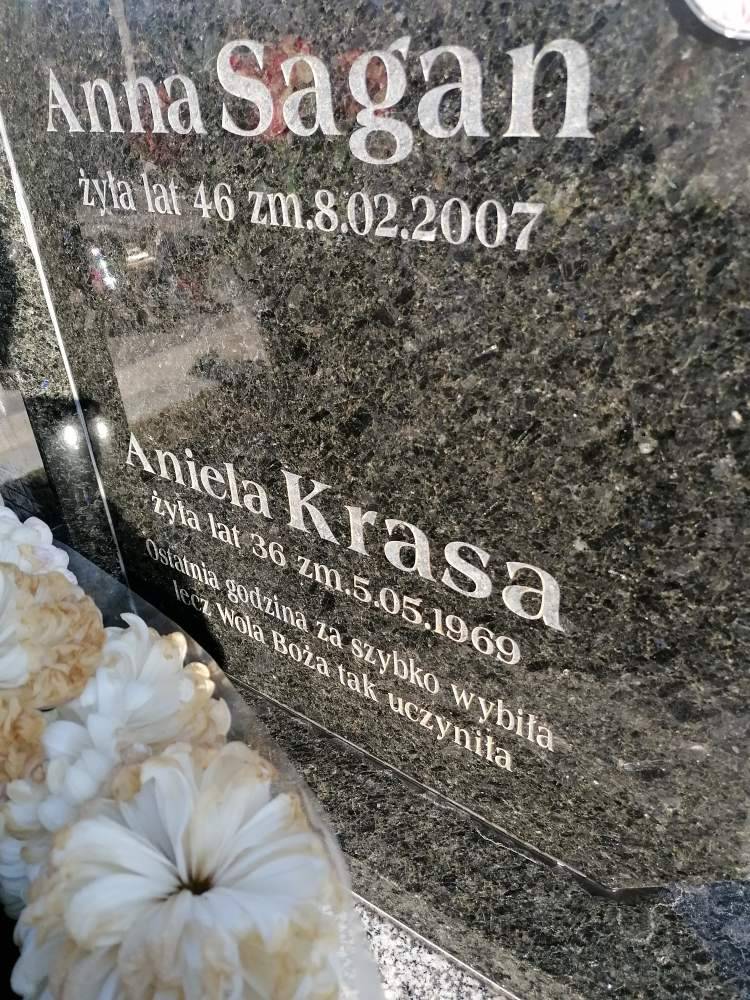 Anna Sagan
żyła lat 46 zm.8.02.2007
Aniela Krasa
żyła lat 36 zm.5.05.1969
Ostatnia godzina za szybko wybiła
lecz Wola Boża tak uczyniła